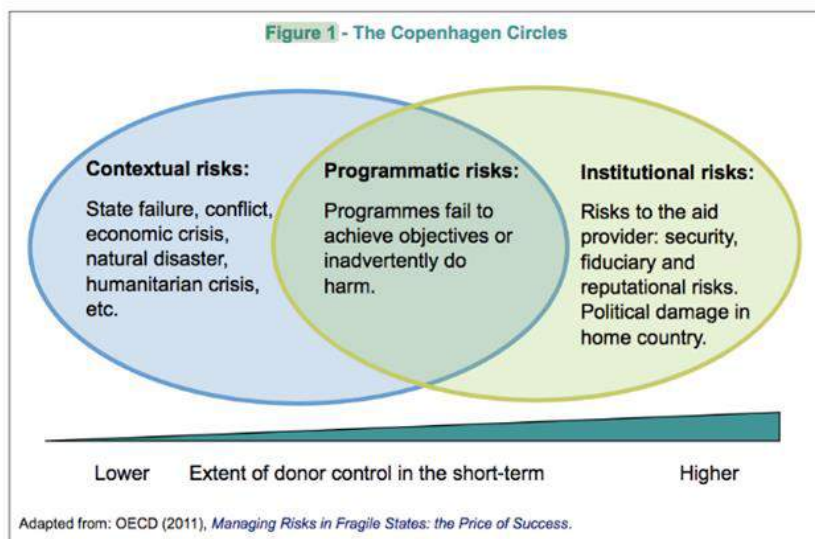 Figure 1 - The Copenhagen Circles
Contextual risks:
State failure, conflict,
economic crisis,
natural disaster,
humanitarian crisis,
etc.
Programmatic risks:
Programmes fail to
achieve objectives or
inadvertently do
harm.
Institutional risks:
Risks to the aid
provider: security,
fiduciary and
reputational risks.
Political damage in
home country.
Lower Extent of donor control in the short-term Higher
Adapted from: OECD (2011), Managing Risks in Fragile States: the Price of Success.